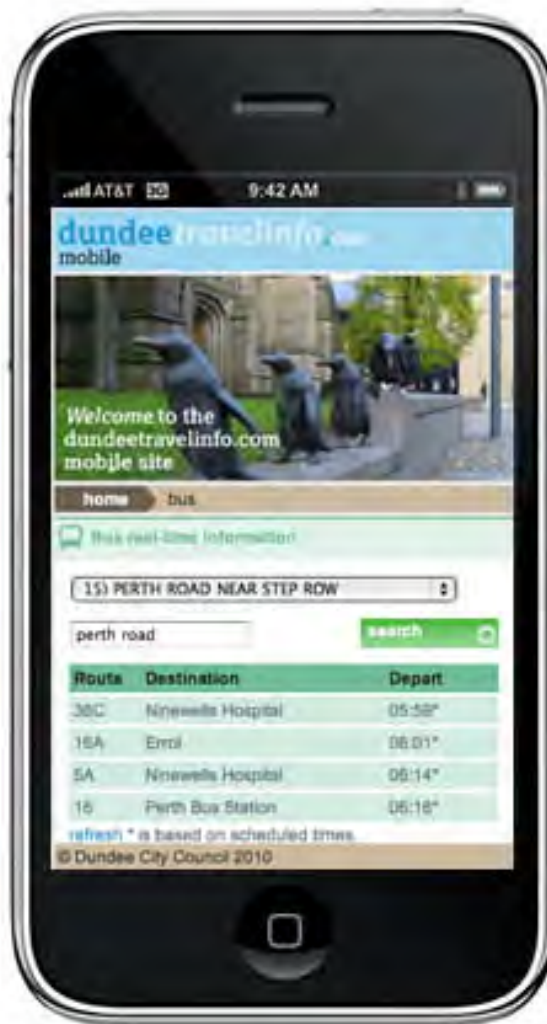 AT&T 3G 9:42 AM
dundeetravelinfo.com
mobile
Welcome to the
dundeetravelinfo.com
mobile site
home bus
Bus real-time information
15) PERTH ROAD NEAR STEP ROW
perth road search
Route Destination Depart
Ninewells Hospital 05:59*
16A Errol 06:01*
5A Ninewells Hospital 06:14*
16 Perth Bus Station 06:16*
refresh * is based on scheduled times.
© Dundee City Council 2010